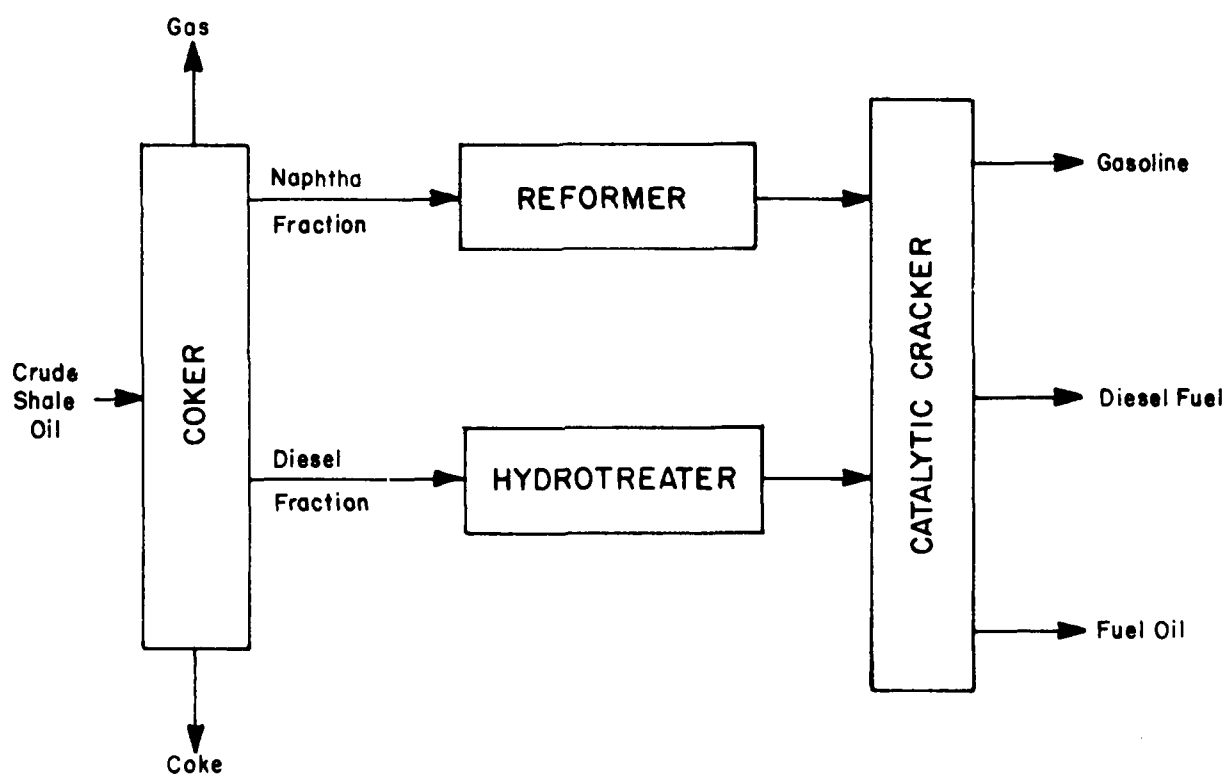 Gas
Naphtha
Fraction
REFORMER
Gasoline
Crude
Shale
Oil
COKER
CATALYTIC CRACKER
Diesel Fuel
Diesel
Fraction
HYDROTREATER
Fuel Oil
Coke